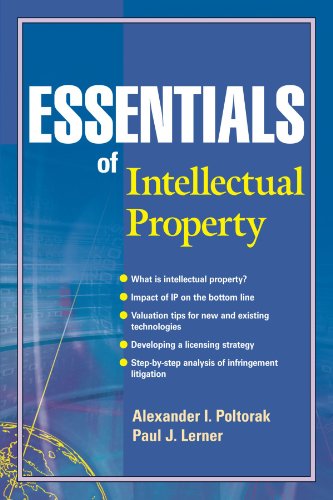 ESSENTIALS
of Intellectual
Property
What is intellectual property?
Impact of IP on the bottom line
Valuation tips for new and existing
technologies
Developing a licensing strategy
Step-by-step analysis of infringement
litigation
Alexander I. Poltorak
Paul J. Lerner